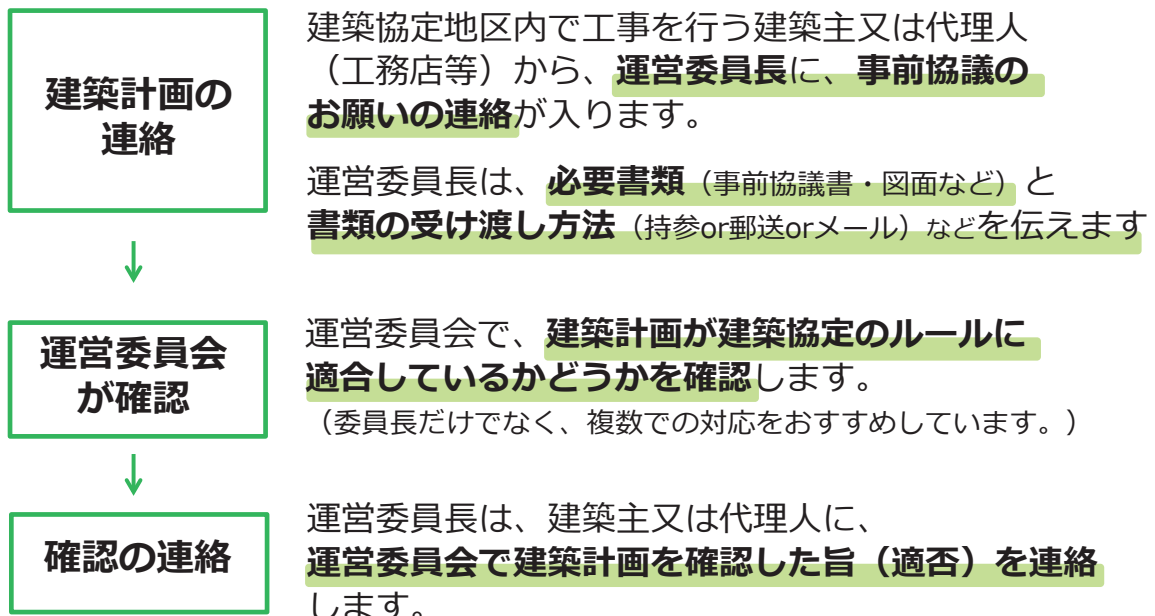 建築計画の
連絡
建築協定地区内で工事を行う建築主又は代理人
（工務店等）から、運営委員長に、事前協議の
お願いの連絡が入ります。
運営委員長は、必要書類（事前協議書・図面など）と
書類の受け渡し方法（持参or郵送orメール）などを伝えます
↓
運営委員会
が確認
運営委員会で、建築計画が建築協定のルールに
適合しているかどうかを確認します。
（委員長だけでなく、複数での対応をおすすめしています。）
↓
確認の連絡
運営委員長は、建築主又は代理人に、
運営委員会で建築計画を確認した旨（適否）を連絡
します。